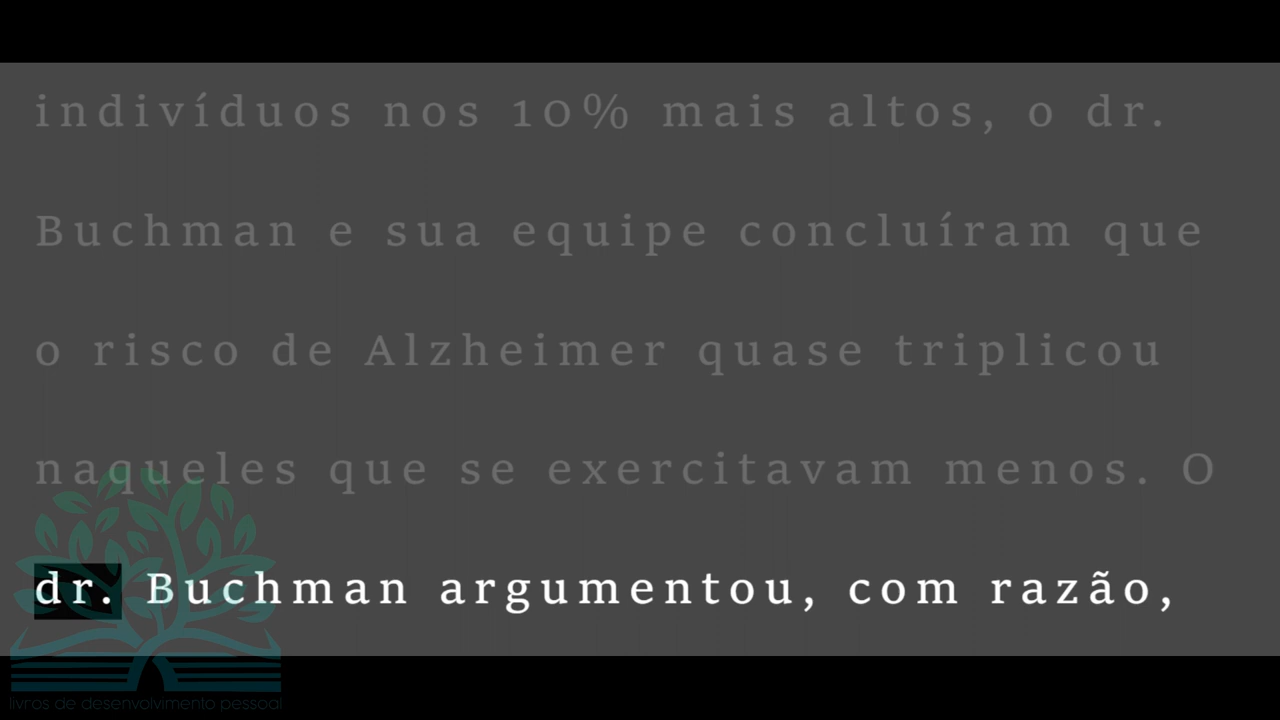 indivíduos nos 10% mais altos, o dr.
Buchman e sua equipe concluíram que
o risco de Alzheimer quase triplicou
naqueles que se exercitavam menos. O
dr. Buchman argumentou, com razão,
livros de desenvolvimento pessoal